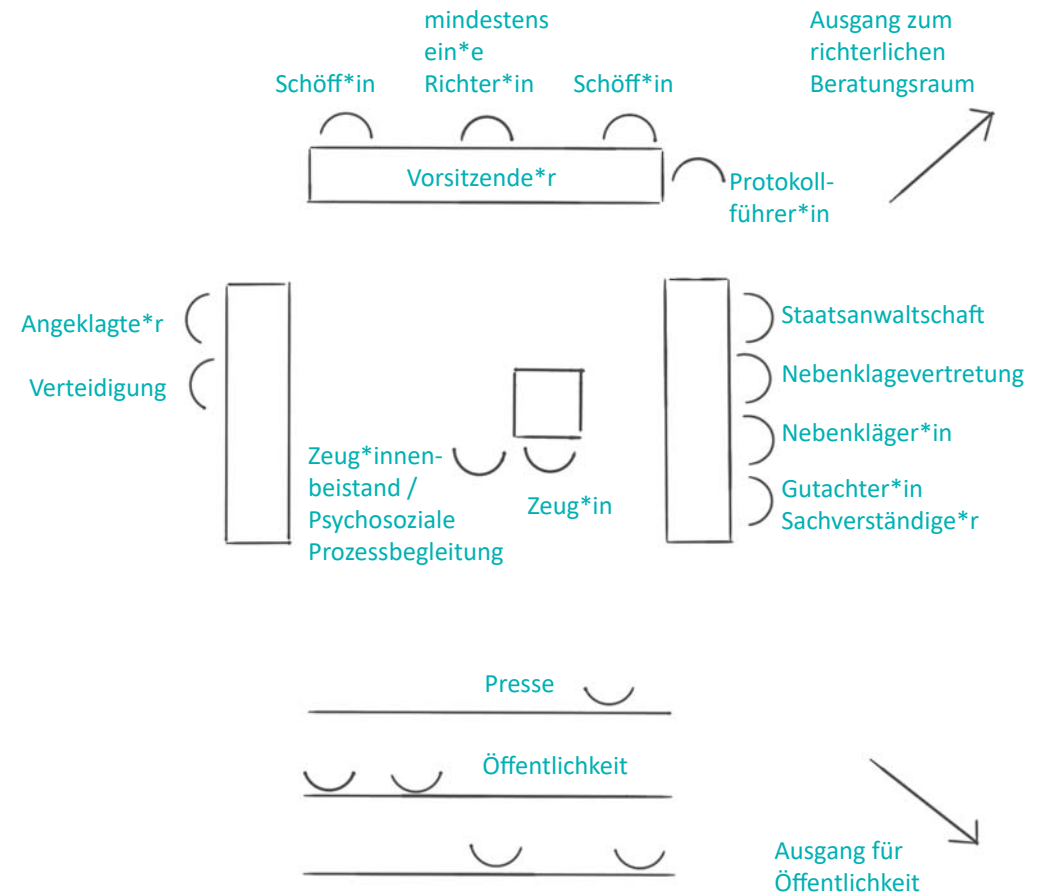 mindestens
ein*e
Richter*in
Schöff*in
Schöff*in
Ausgang zum
richterlichen
Beratungsraum
Vorsitzende*r
Protokoll-
führer*in
Angeklagte*r
Verteidigung
Staatsanwaltschaft
Nebenklagevertretung
Nebenkläger*in
Gutachter*in
Sachverständige*r
Zeug*innen-
beistand /
Psychosoziale
Prozessbegleitung
Zeug*in
Presse
Öffentlichkeit
Ausgang für
Öffentlichkeit